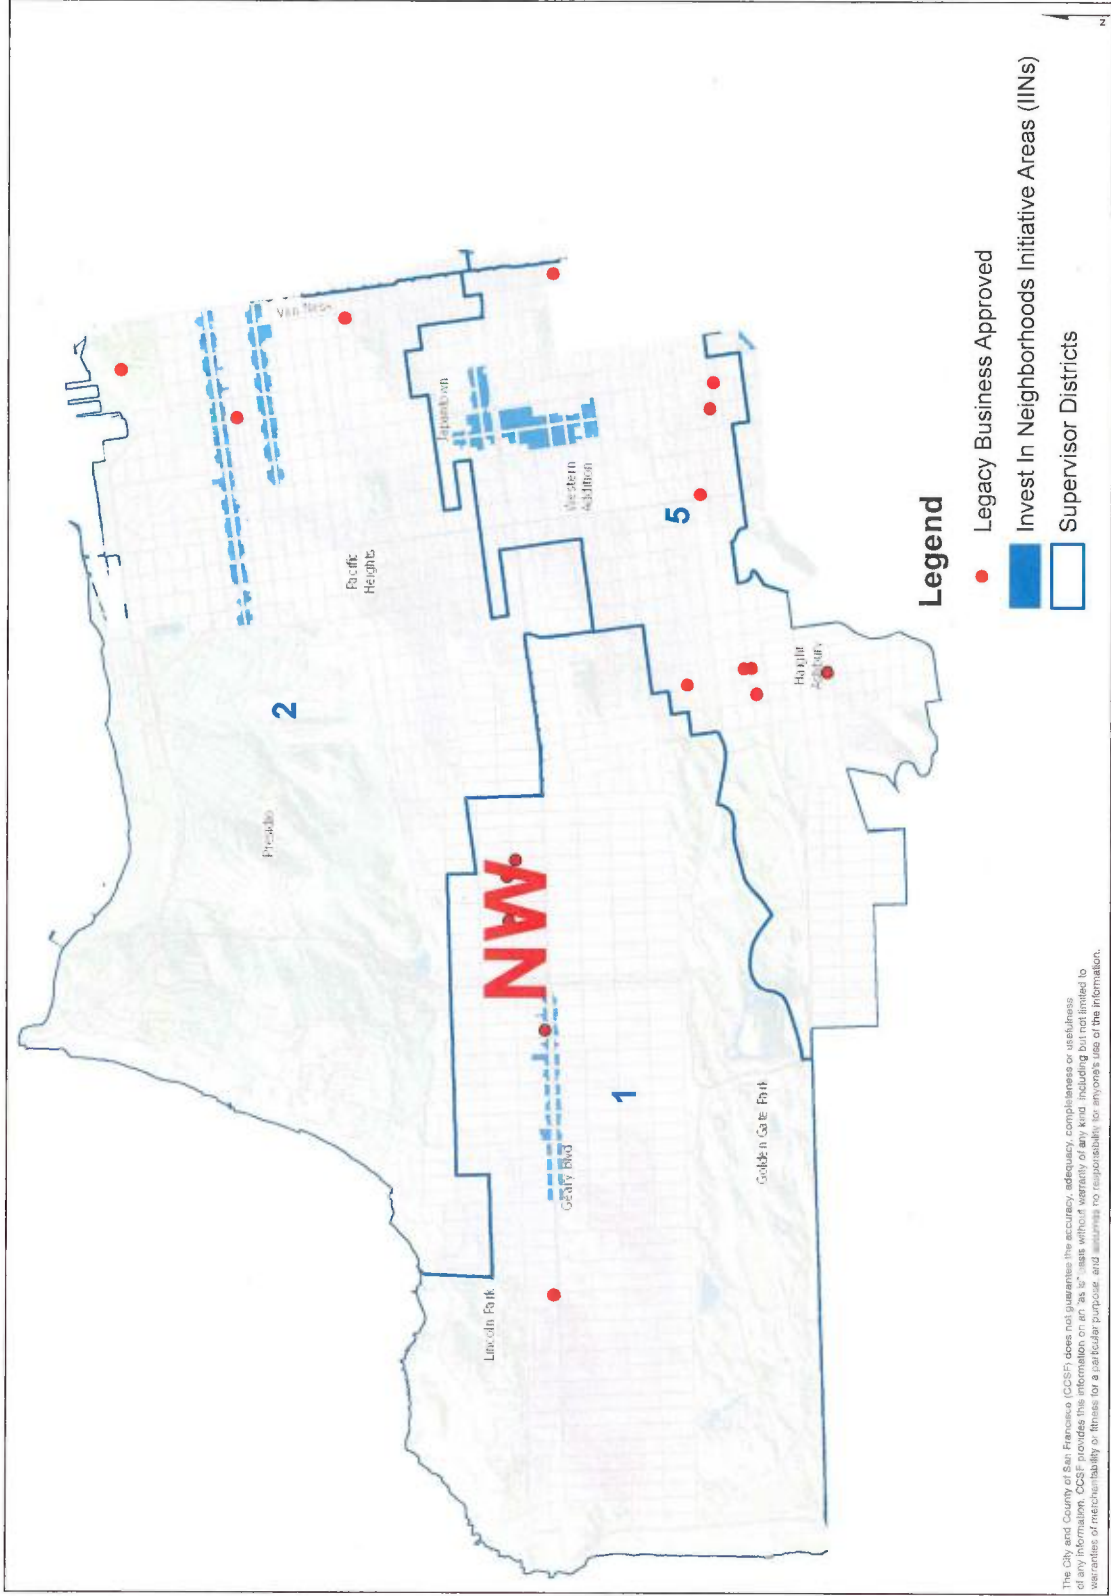 Van Ness
2
Presidio
Pacific
Heights
Japantown
Western
Addition
NW
5
Lincoln Park
Geary Blvd
1
Haight
Ashbury
Golden Gate Park
Legend
Legacy Business Approved
Invest In Neighborhoods Initiative Areas (IINs)
Supervisor Districts
z
The City and County of San Francisco (CCSF) does not guarantee the accuracy, adequacy, completeness or usefulness
of any information. CCSF provides this information on an "as is" basis without warranty of any kind, including but not limited to
warranties of merchantability or fitness for a particular purpose, and assumes no responsibility for anyone's use of the information.